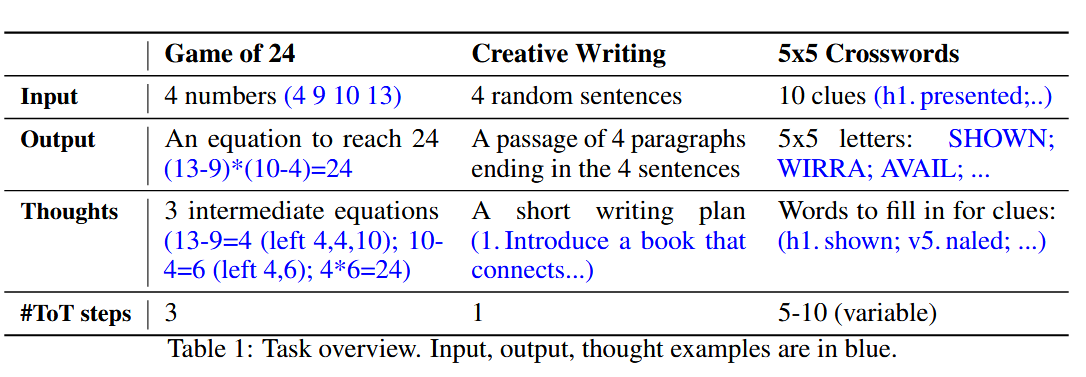 Game of 24 Creative Writing 5x5 Crosswords
Input 4 numbers (4 9 10 13) 4 random sentences 10 clues (h1. presented;..)
Output An equation to reach 24 A passage of 4 paragraphs 5x5 letters: SHOWN;
(13-9)*(10-4)=24 ending in the 4 sentences WIRRA; AVAIL; ...
Thoughts 3 intermediate equations A short writing plan Words to fill in for clues:
(13-9=4 (left 4,4,10); 10- (1. Introduce a book that (h1. shown; v5. naled; ...)
4=6 (left 4,6); 4*6=24) connects...)
#ToT steps 3 1 5-10 (variable)
Table 1: Task overview. Input, output, thought examples are in blue.